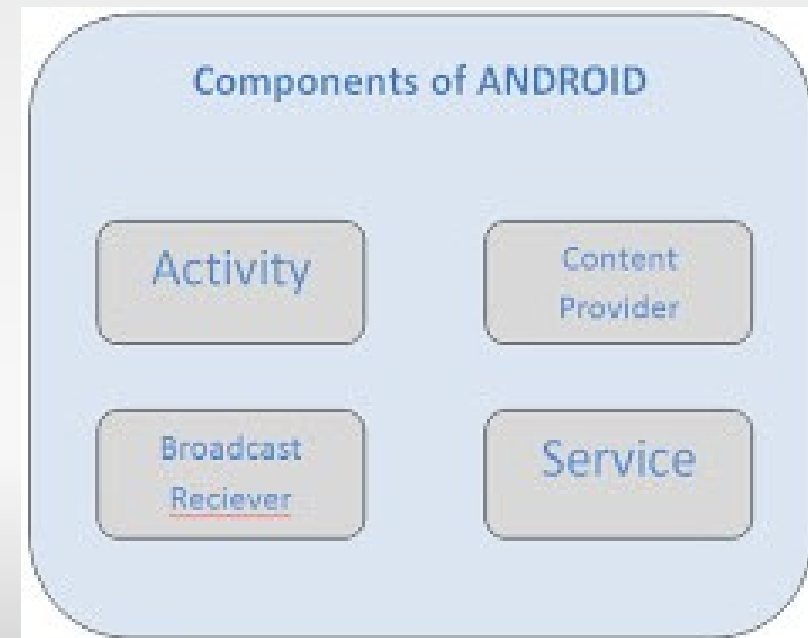 Components of ANDROID
Activity
Content
Provider
Broadcast
Reciever
Service